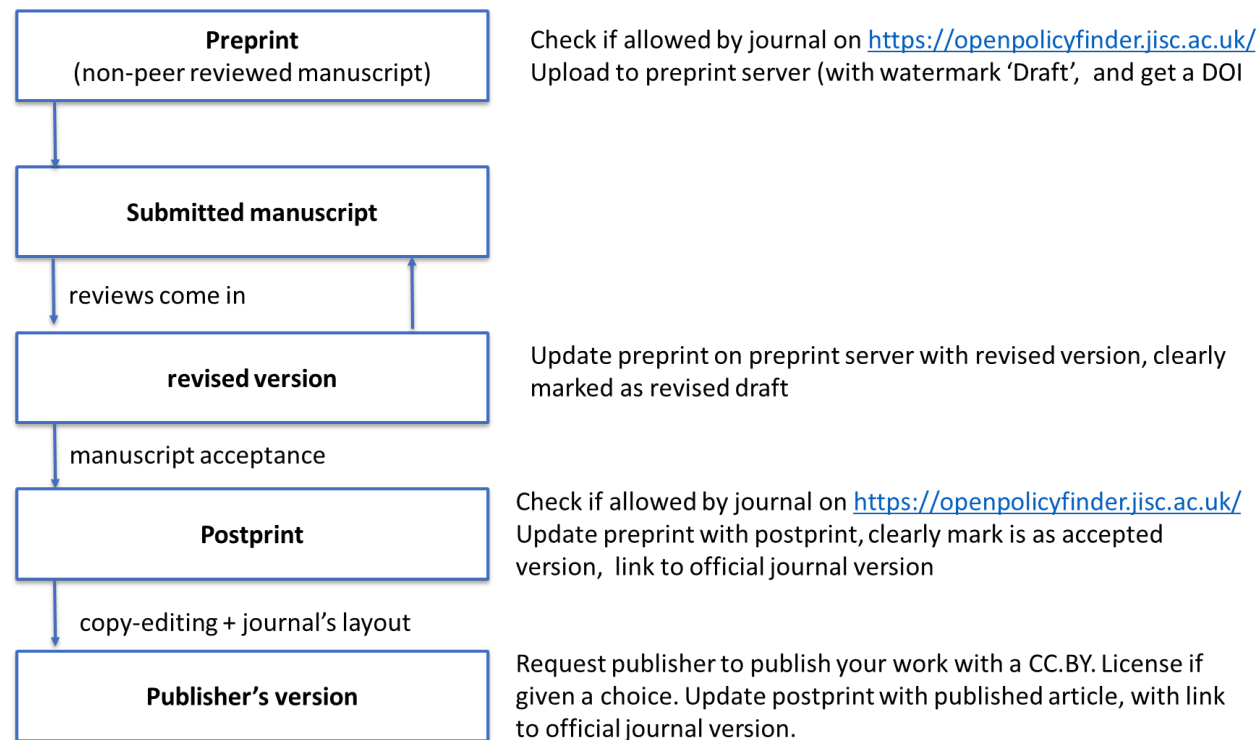 Preprint
(non-peer reviewed manuscript)
Check if allowed by journal on https://openpolicyfinder.jisc.ac.uk/
Upload to preprint server (with watermark ‘Draft’,  and get a DOI
Submitted manuscript
reviews come in
revised version
Update preprint on preprint server with revised version, clearly
marked as revised draft
manuscript acceptance
Postprint
Check if allowed by journal on https://openpolicyfinder.jisc.ac.uk/
Update preprint with postprint, clearly mark is as accepted
version,  link to official journal version
copy-editing + journal’s layout
Publisher’s version
Request publisher to publish your work with a CC.BY. License if
given a choice. Update postprint with published article, with link
to official journal version.